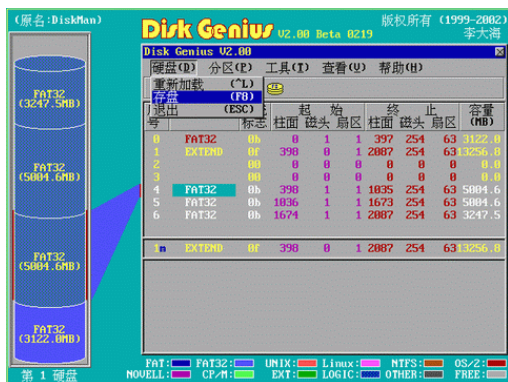 (原名:DiskMan)
Disk Genius V2.00 Beta 0219
版权所有 (1999-2002)
李大海
Disk Genius V2.00
硬盘(D) 分区(P) 工具(T) 查看(V) 帮助(H)
重新加载 (^L)
存盘 (F8)
退出 (ESC)
号 标志 起始 柱面 磁头 扇区 终止 柱面 磁头 扇区 容量(MB)
0 FAT32 0b 0 1 1 397 254 63 3122.0
1 EXTEND 0f 398 0 1 2087 254 63 13256.8
2 00 0 0 0 0 0 0 0.0
3 00 0 0 0 0 0 0 0.0
4 FAT32 0b 398 1 1 1035 254 63 5004.6
5 FAT32 0b 1036 1 1 1673 254 63 5004.6
6 FAT32 0b 1674 1 1 2087 254 63 3247.5
1m EXTEND 0f 398 0 1 2087 254 63 13256.8
FAT32
(3247.5MB)
FAT32
(5004.6MB)
FAT32
(5004.6MB)
FAT32
(3122.0MB)
第 1 硬盘
FAT: FAT32: UNIX: Linux: NTFS: OS/2:
NOVELL: CP/M: EXT: LOGIC: OTHER: FREE: